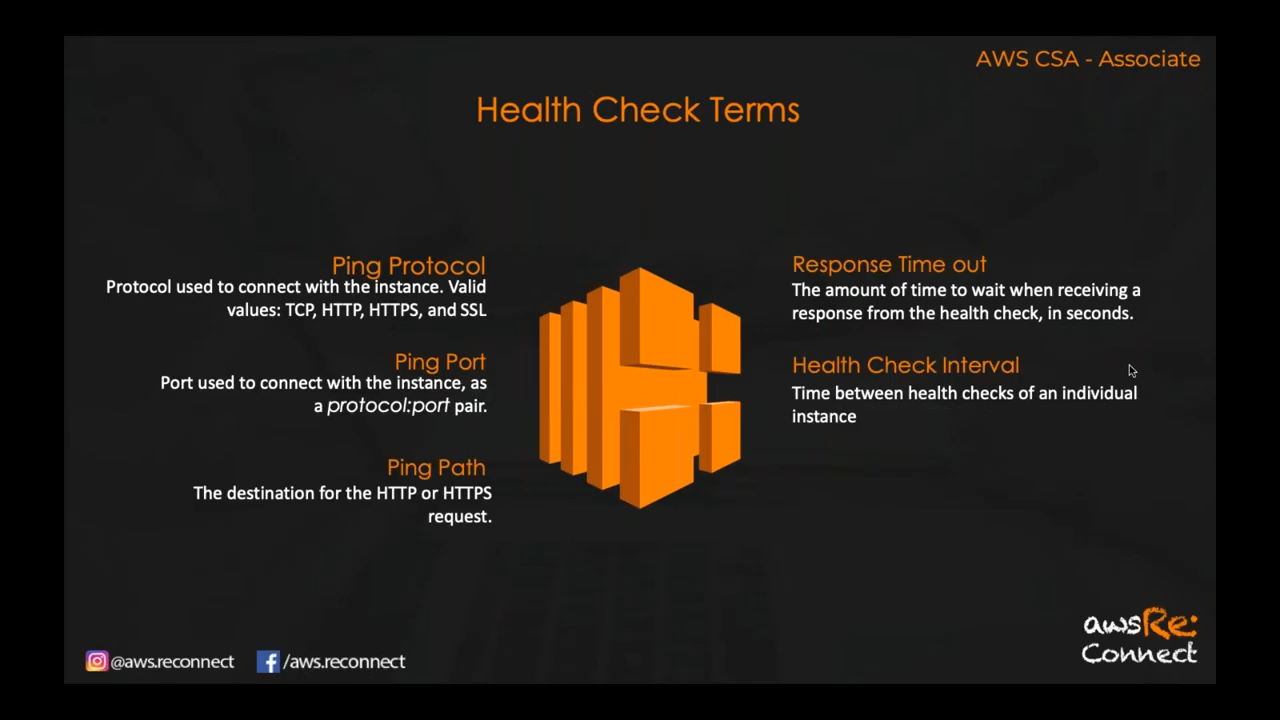 AWS CSA - Associate
Health Check Terms
Ping Protocol
Protocol used to connect with the instance. Valid
values: TCP, HTTP, HTTPS, and SSL
Ping Port
Port used to connect with the instance, as
a protocol:port pair.
Ping Path
The destination for the HTTP or HTTPS
request.
Response Time out
The amount of time to wait when receiving a
response from the health check, in seconds.
Health Check Interval
Time between health checks of an individual
instance
@aws.reconnect
/aws.reconnect
awsRe:
Connect